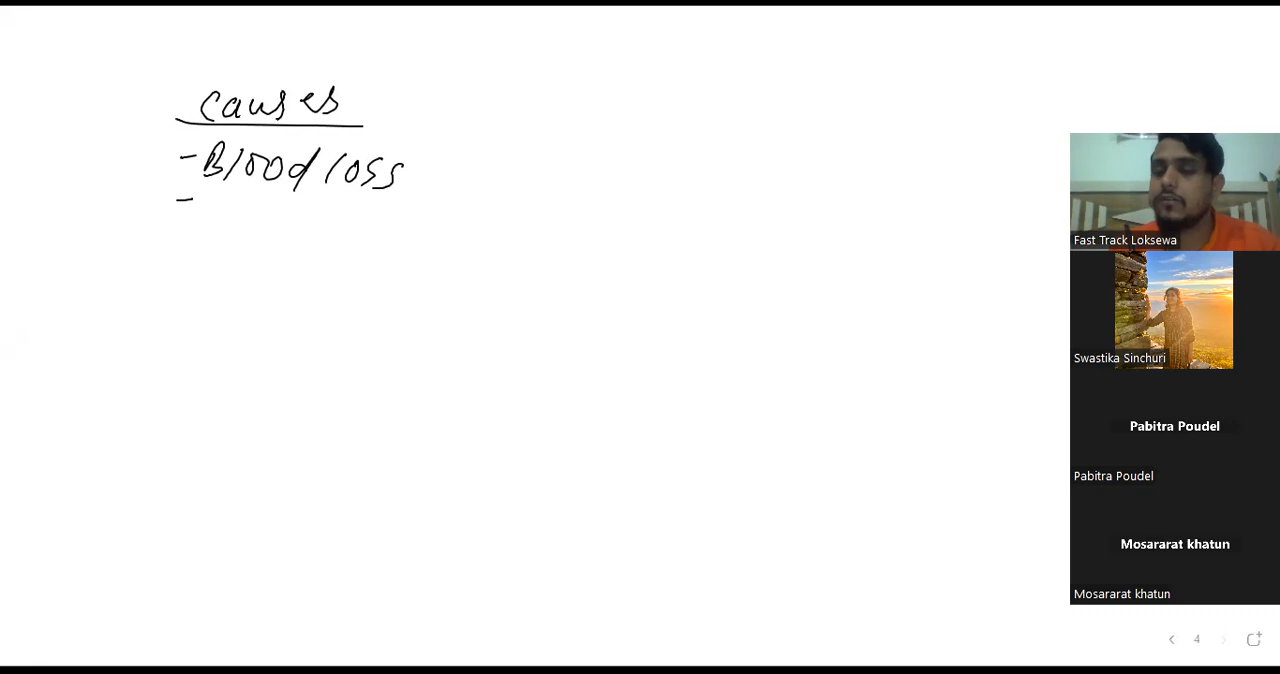 causes
- Blood loss
-
Fast Track Loksewa
Swastika Sinchuri
Pabitra Poudel
Pabitra Poudel
Mosararat khatun
Mosararat khatun
4